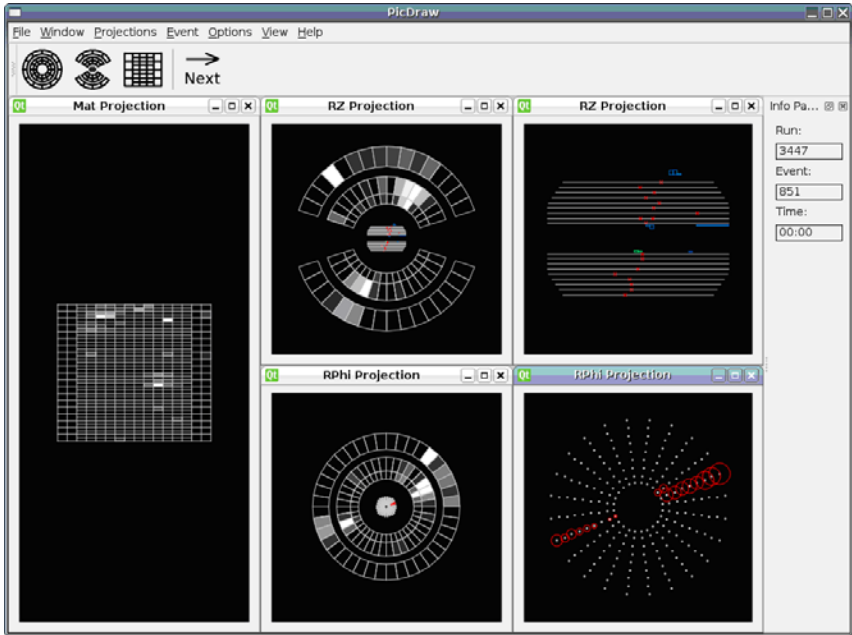 PicDraw
File Window Projections Event Options View Help
Next
Qt Mat Projection
Qt RZ Projection
Qt RZ Projection
Info Pa...
Run:
3447
Event:
851
Time:
00:00
Qt RPhi Projection
Qt RPhi Projection